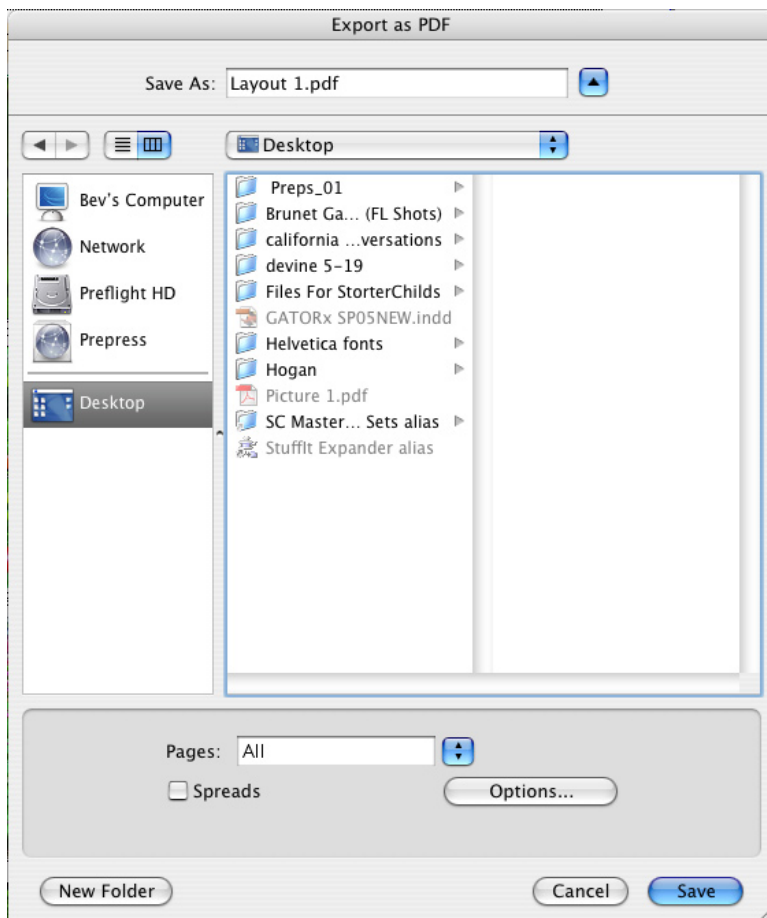 Export as PDF
Save As: Layout 1.pdf
Desktop
Bev's Computer
Network
Preflight HD
Prepress
Desktop
Preps_01
Brunet Ga... (FL Shots)
california ...versations
devine 5-19
Files For StorterChilds
GATORx SP05NEW.indd
Helvetica fonts
Hogan
Picture 1.pdf
SC Master... Sets alias
StuffIt Expander alias
Pages: All
Spreads
Options...
New Folder
Cancel
Save